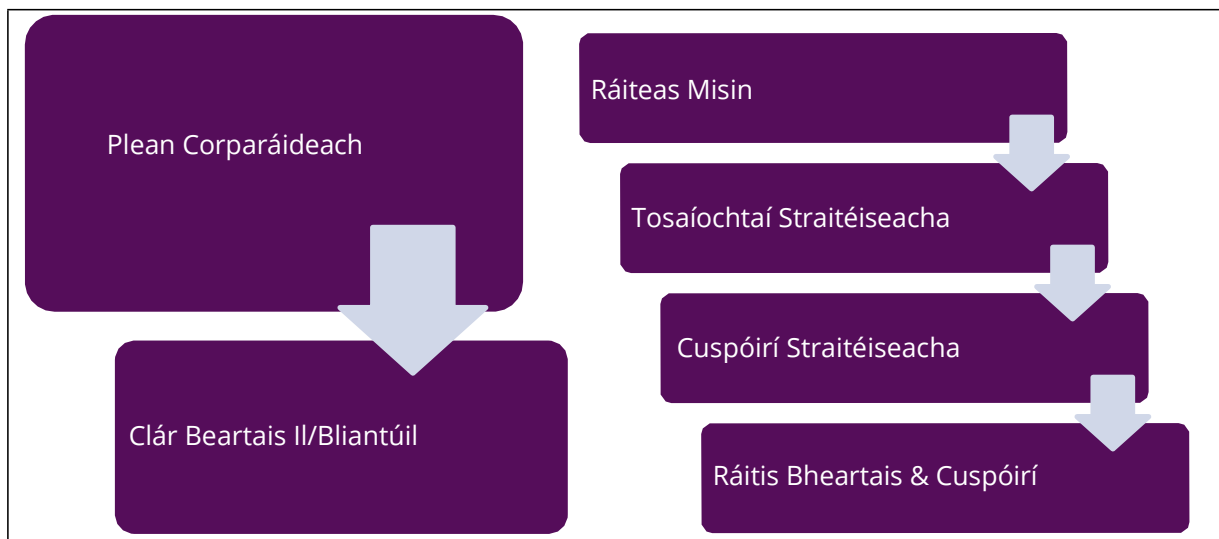 Plean Corparáideach
Clár Beartais Il/Bliantúil
Ráiteas Misin
Tosaíochtaí Straitéiseacha
Cuspóirí Straitéiseacha
Ráitis Bheartais & Cuspóirí